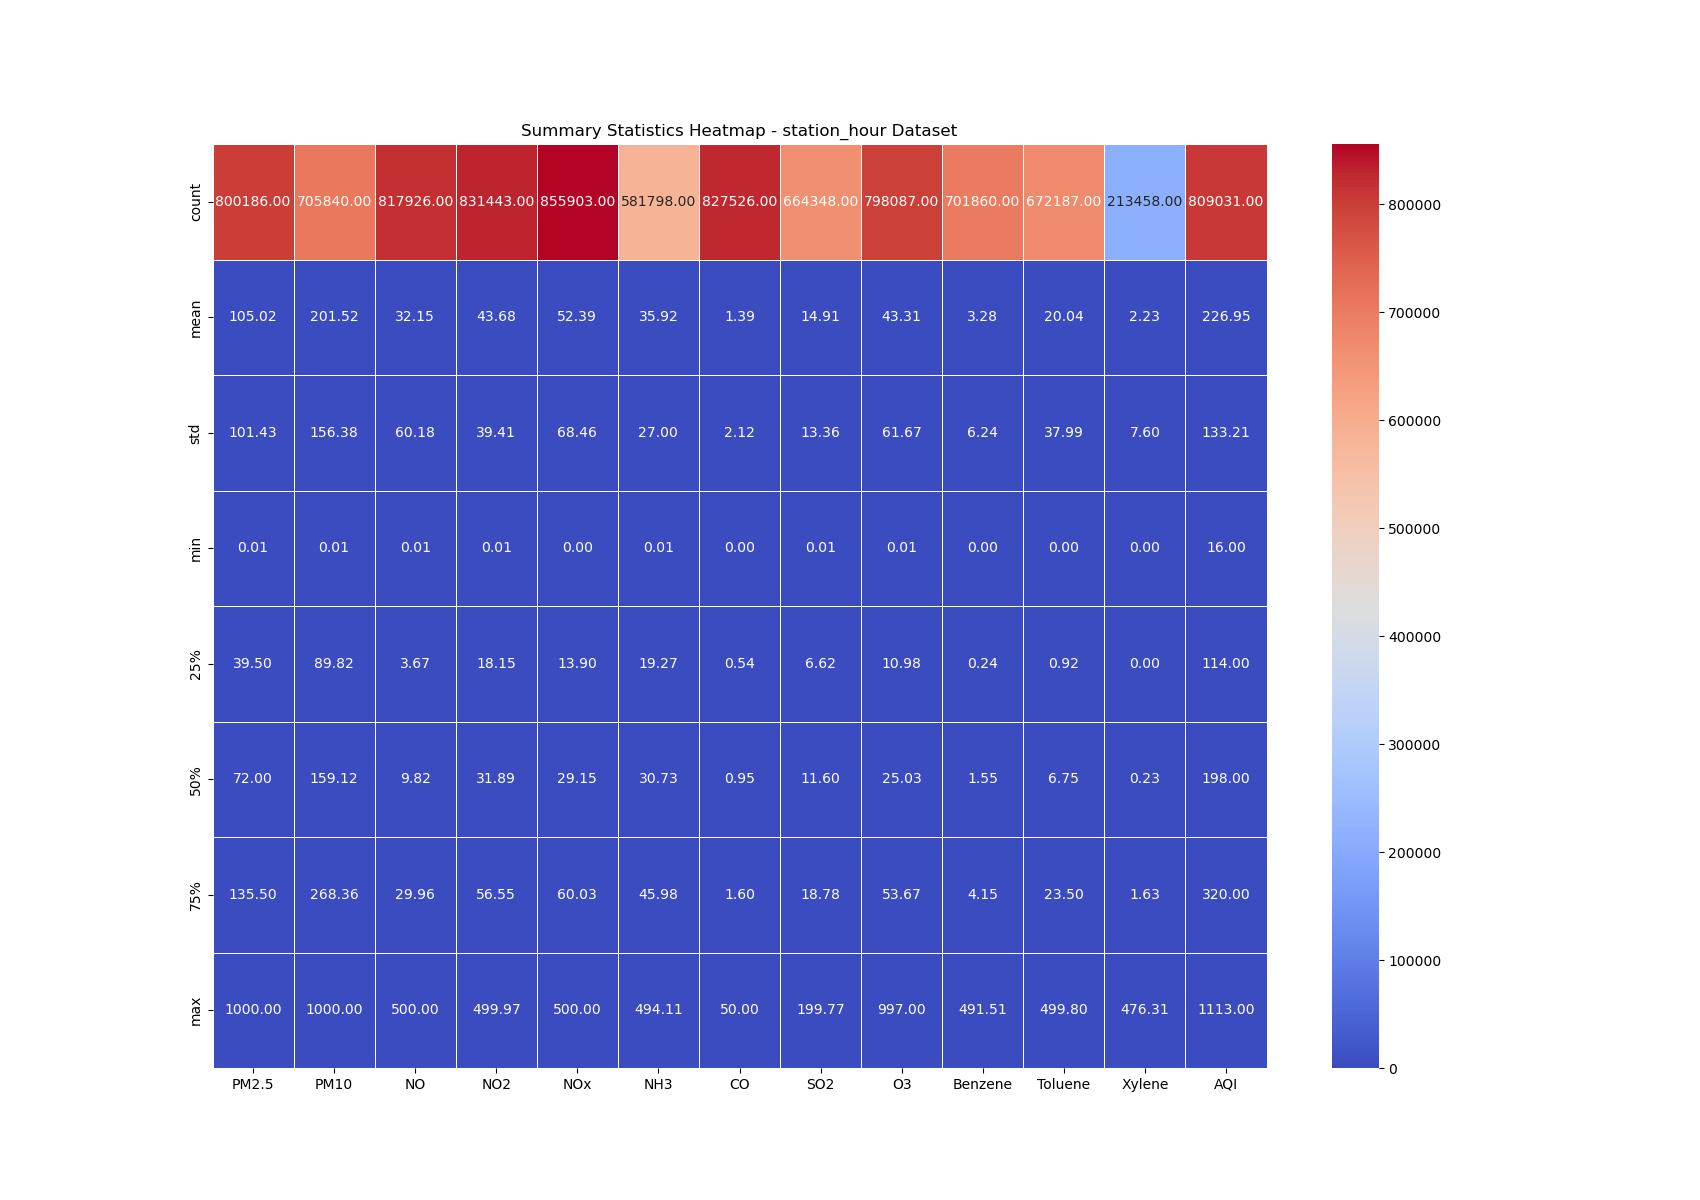 Summary Statistics Heatmap - station_hour Dataset
count 800186.00 705840.00 817926.00 831443.00 855903.00 581798.00 827526.00 664348.00 798087.00 701860.00 672187.00 213458.00 809031.00
mean 105.02 201.52 32.15 43.68 52.39 35.92 1.39 14.91 43.31 3.28 20.04 2.23 226.95
std 101.43 156.38 60.18 39.41 68.46 27.00 2.12 13.36 61.67 6.24 37.99 7.60 133.21
min 0.01 0.01 0.01 0.01 0.00 0.01 0.00 0.01 0.01 0.00 0.00 0.00 16.00
25% 39.50 89.82 3.67 18.15 13.90 19.27 0.54 6.62 10.98 0.24 0.92 0.00 114.00
50% 72.00 159.12 9.82 31.89 29.15 30.73 0.95 11.60 25.03 1.55 6.75 0.23 198.00
75% 135.50 268.36 29.96 56.55 60.03 45.98 1.60 18.78 53.67 4.15 23.50 1.63 320.00
max 1000.00 1000.00 500.00 499.97 500.00 494.11 50.00 199.77 997.00 491.51 499.80 476.31 1113.00
PM2.5 PM10 NO NO2 NOx NH3 CO SO2 O3 Benzene Toluene Xylene AQI
800000
700000
600000
500000
400000
300000
200000
100000
0